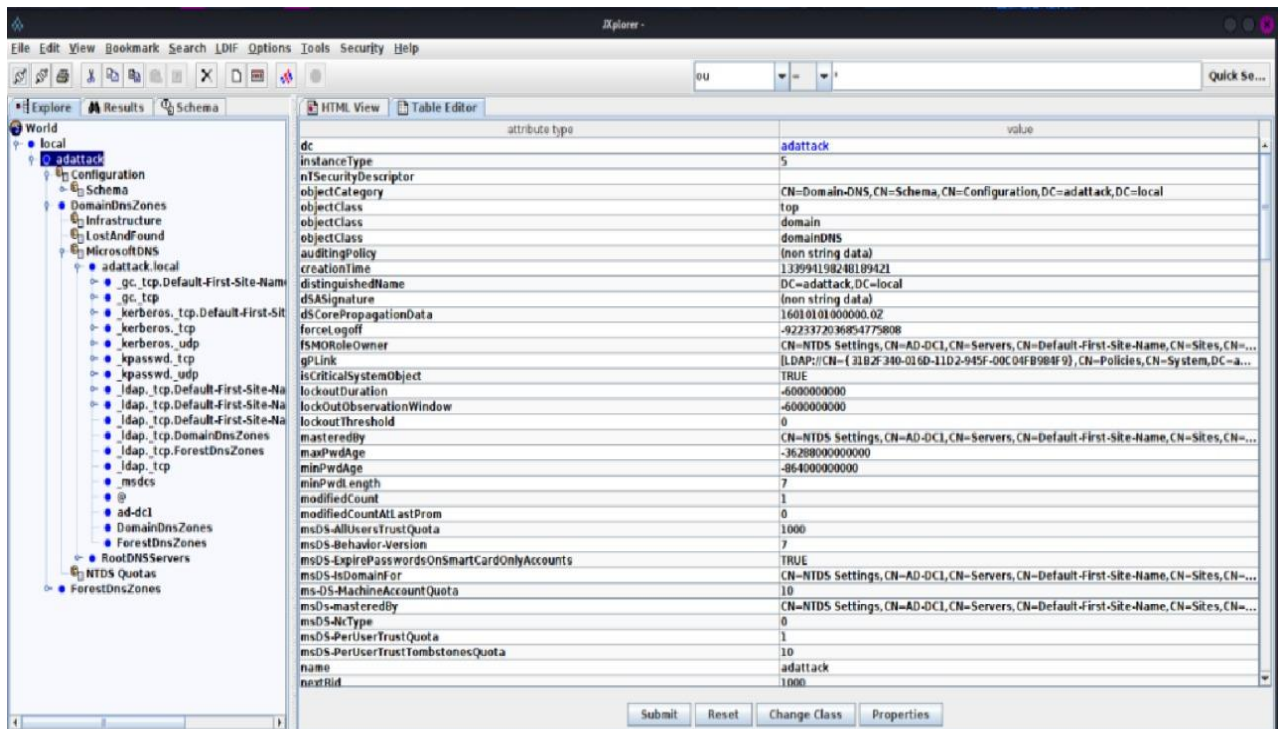 JXplorer -
File Edit View Bookmark Search LDIF Options Tools Security Help
ou = ' Quick Se...
Explore Results Schema
World
local
adattack
Configuration
Schema
DomainDnsZones
Infrastructure
LostAndFound
MicrosoftDNS
adattack.local
_gc._tcp.Default-First-Site-Name
_gc._tcp
_kerberos._tcp.Default-First-Sit
_kerberos._tcp
_kerberos._udp
_kpasswd._tcp
_kpasswd._udp
_ldap._tcp.Default-First-Site-Na
_ldap._tcp.Default-First-Site-Na
_ldap._tcp.Default-First-Site-Na
_ldap._tcp.DomainDnsZones
_ldap._tcp.ForestDnsZones
_ldap._tcp
_msdcs
@
ad-dc1
DomainDnsZones
ForestDnsZones
RootDNSServers
NTDS Quotas
ForestDnsZones
HTML View Table Editor
attribute type value
dc adattack
instanceType 5
nTSecurityDescriptor
objectCategory CN=Domain-DNS,CN=Schema,CN=Configuration,DC=adattack,DC=local
objectClass top
objectClass domain
objectClass domainDNS
auditingPolicy (non string data)
creationTime 133994198248189421
distinguishedName DC=adattack,DC=local
dSASignature (non string data)
dSCorePropagationData 16010101000000.0Z
forceLogoff -9223372036854775808
fSMORoleOwner CN=NTDS Settings,CN=AD-DC1,CN=Servers,CN=Default-First-Site-Name,CN=Sites,CN=...
gPLink [LDAP://CN={31B2F340-016D-11D2-945F-00C04FB984F9},CN=Policies,CN=System,DC=a...
isCriticalSystemObject TRUE
lockoutDuration -6000000000
lockOutObservationWindow -6000000000
lockoutThreshold 0
masteredBy CN=NTDS Settings,CN=AD-DC1,CN=Servers,CN=Default-First-Site-Name,CN=Sites,CN=...
maxPwdAge -36288000000000
minPwdAge -864000000000
minPwdLength 7
modifiedCount 1
modifiedCountAtLastProm 0
msDS-AllUsersTrustQuota 1000
msDS-Behavior-Version 7
msDS-ExpirePasswordsOnSmartCardOnlyAccounts TRUE
msDS-IsDomainFor CN=NTDS Settings,CN=AD-DC1,CN=Servers,CN=Default-First-Site-Name,CN=Sites,CN=...
ms-DS-MachineAccountQuota 10
msDs-masteredBy CN=NTDS Settings,CN=AD-DC1,CN=Servers,CN=Default-First-Site-Name,CN=Sites,CN=...
msDS-NcType 0
msDS-PerUserTrustQuota 1
msDS-PerUserTrustTombstonesQuota 10
name adattack
nextRid 1000
Submit Reset Change Class Properties